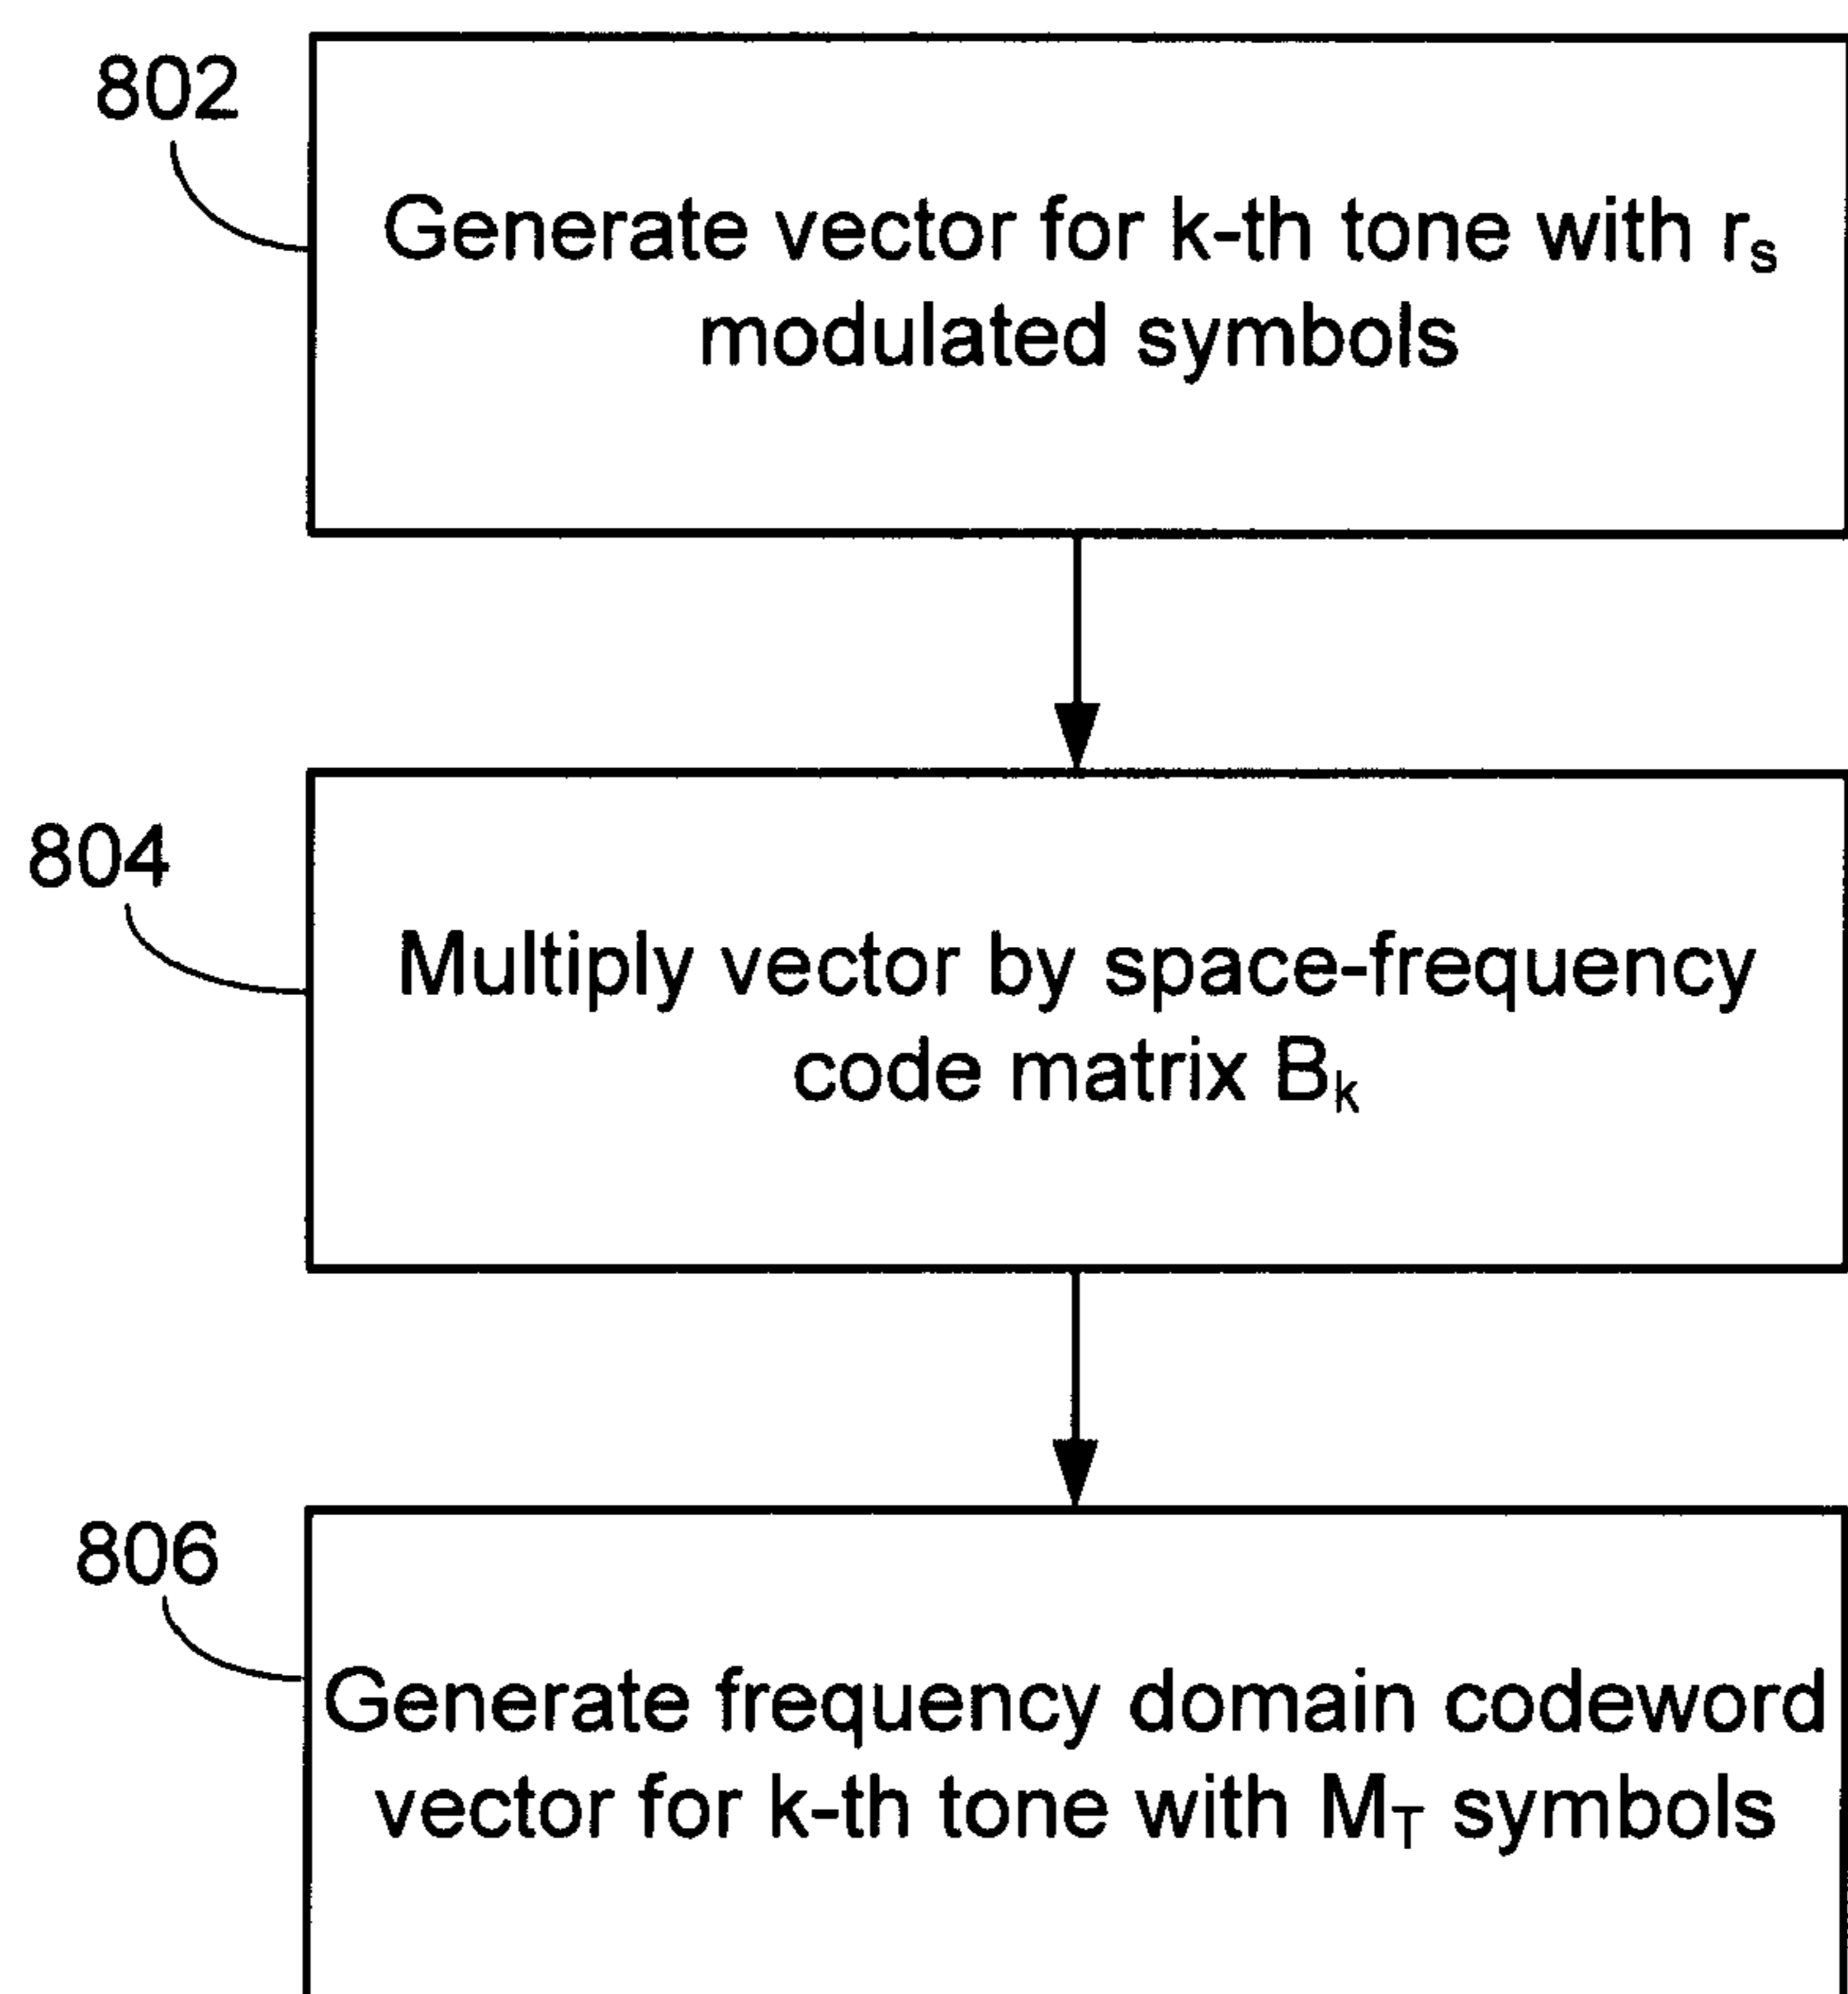 802
Generate vector for k-th tone with rₛ
modulated symbols
804
Multiply vector by space-frequency
code matrix Bₖ
806
Generate frequency domain codeword
vector for k-th tone with M_T symbols